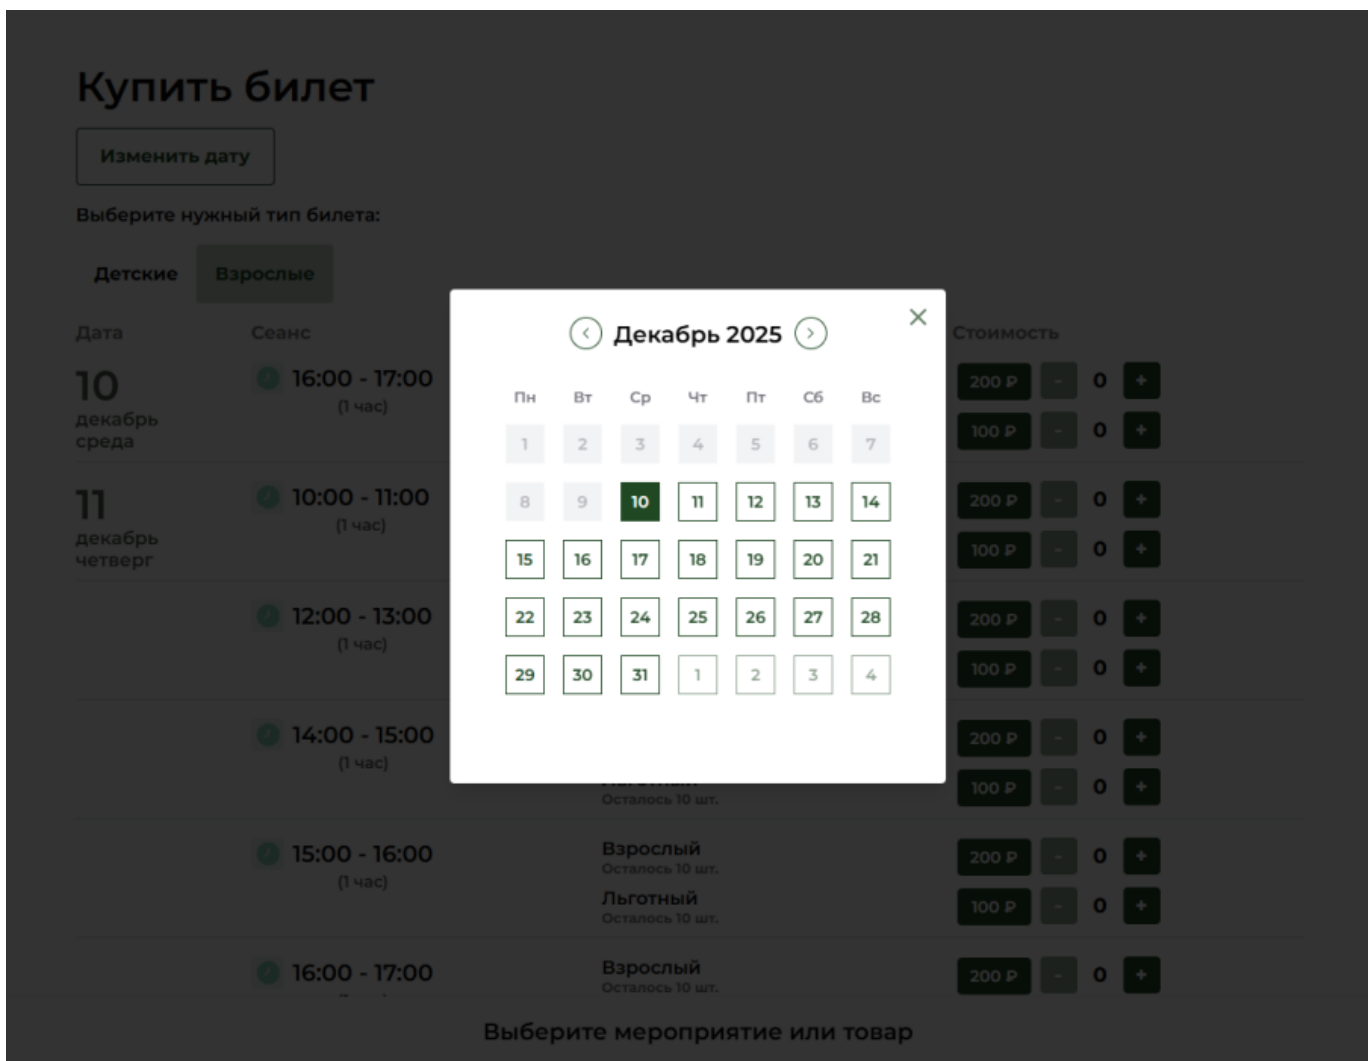 Купить билет
Изменить дату
Выберите нужный тип билета:
Детские Взрослые
Дата Сеанс Стоимость
10
декабрь
среда
16:00 - 17:00
(1 час)
200 ₽ - 0 +
100 ₽ - 0 +
11
декабрь
четверг
10:00 - 11:00
(1 час)
200 ₽ - 0 +
100 ₽ - 0 +
12:00 - 13:00
(1 час)
200 ₽ - 0 +
100 ₽ - 0 +
14:00 - 15:00
(1 час)
Осталось 10 шт.
200 ₽ - 0 +
100 ₽ - 0 +
15:00 - 16:00
(1 час)
Взрослый
Осталось 10 шт.
200 ₽ - 0 +
Льготный
Осталось 10 шт.
100 ₽ - 0 +
16:00 - 17:00
Взрослый
Осталось 10 шт.
200 ₽ - 0 +
Декабрь 2025
Пн Вт Ср Чт Пт Сб Вс
1 2 3 4 5 6 7
8 9 10 11 12 13 14
15 16 17 18 19 20 21
22 23 24 25 26 27 28
29 30 31 1 2 3 4
Выберите мероприятие или товар